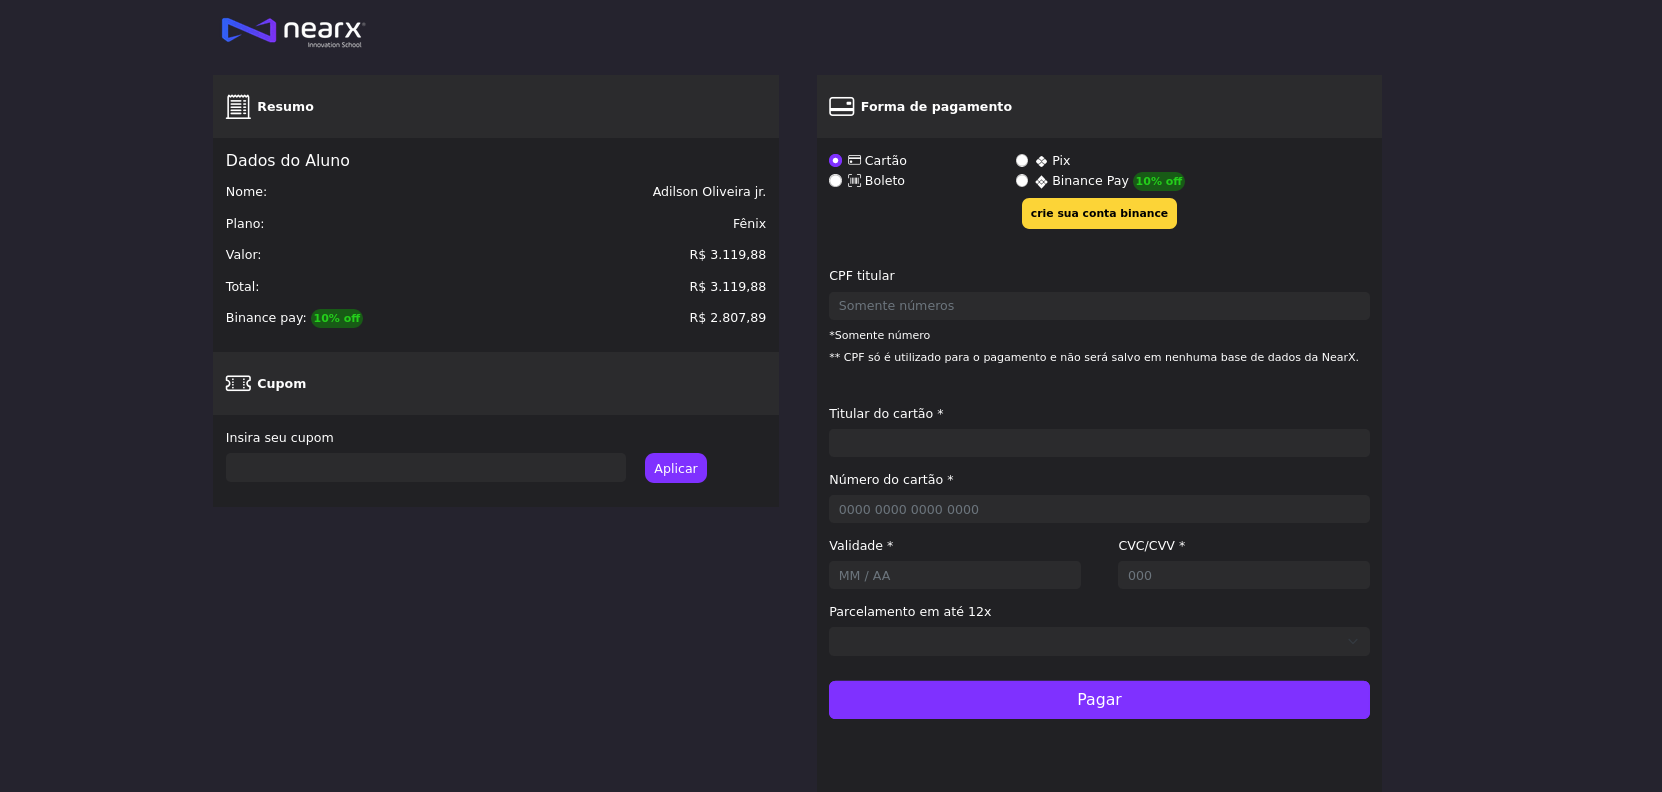 nearx
Innovation School
Resumo
Dados do Aluno
Nome: Adilson Oliveira jr.
Plano: Fênix
Valor: R$ 3.119,88
Total: R$ 3.119,88
Binance pay: 10% off R$ 2.807,89
Cupom
Insira seu cupom
Aplicar
Forma de pagamento
Cartão Pix
Boleto Binance Pay 10% off
crie sua conta binance
CPF titular
Somente números
*Somente número
** CPF só é utilizado para o pagamento e não será salvo em nenhuma base de dados da NearX.
Titular do cartão *
Número do cartão *
0000 0000 0000 0000
Validade * CVC/CVV *
MM / AA 000
Parcelamento em até 12x
Pagar